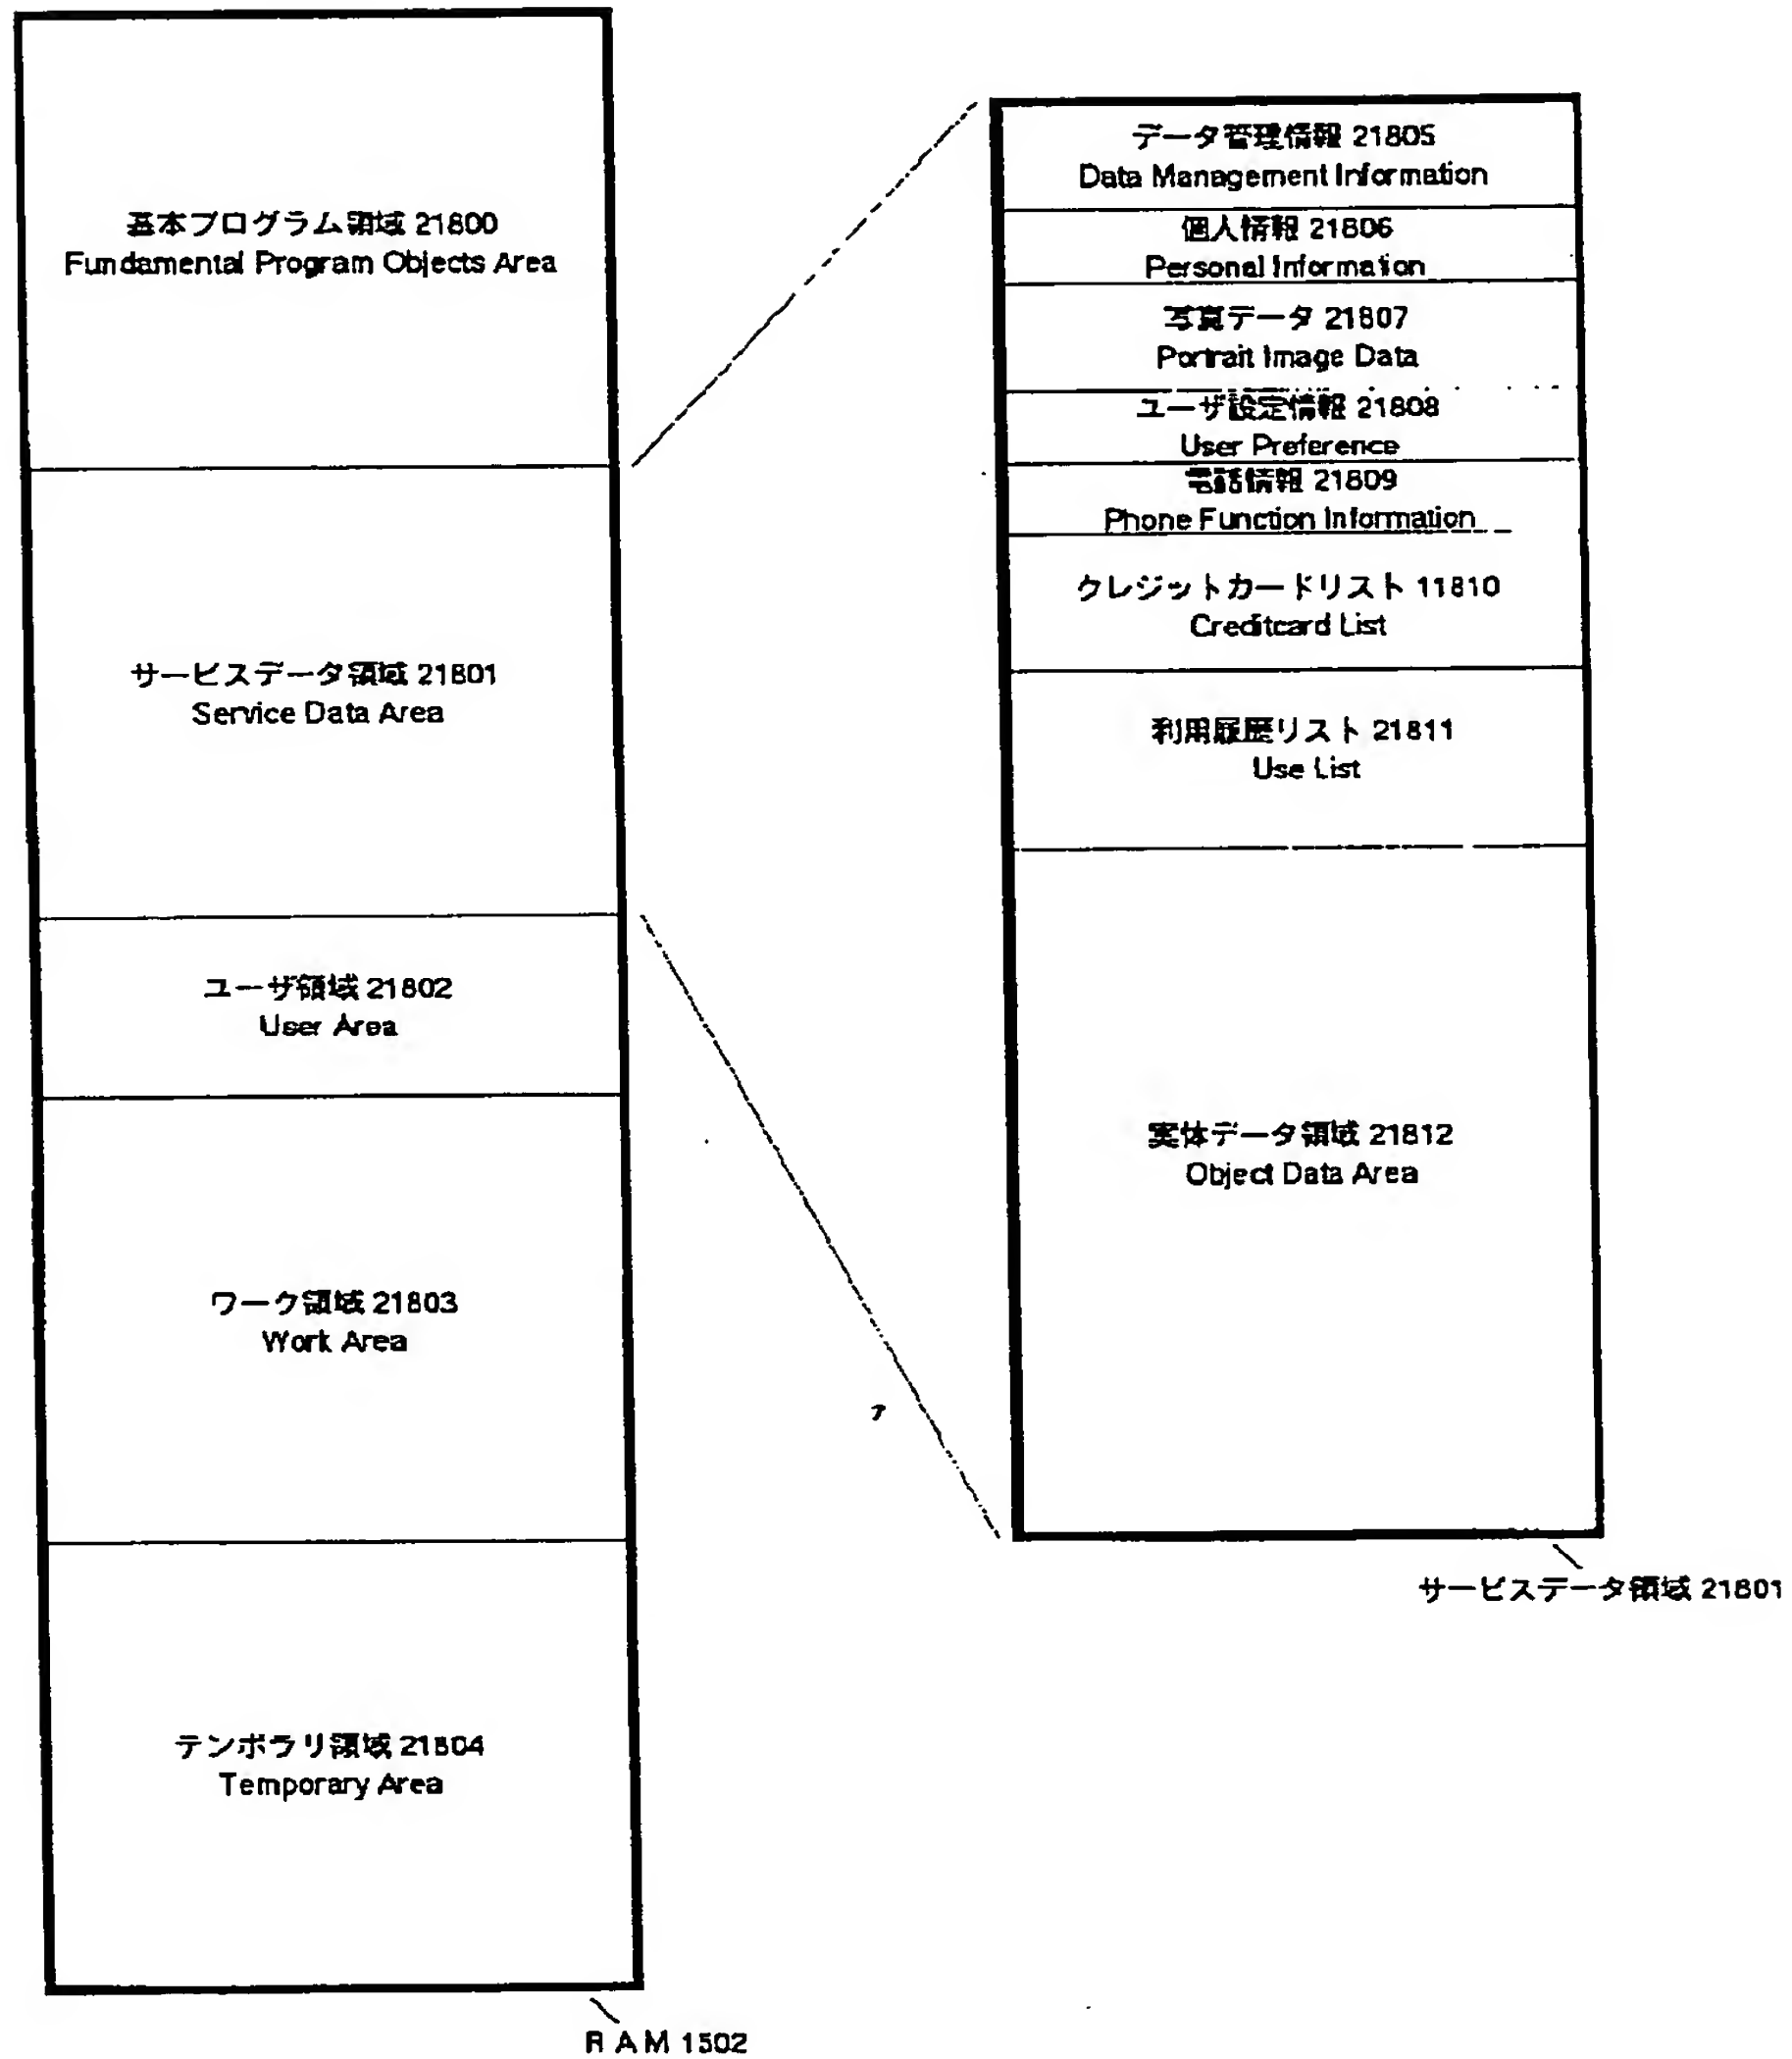 基本プログラム領域 21800
Fundamental Program Objects Area
サービスデータ領域 21801
Service Data Area
ユーザ領域 21802
User Area
ワーク領域 21803
Work Area
テンポラリ領域 21804
Temporary Area
RAM 1502
データ管理情報 21805
Data Management Information
個人情報 21806
Personal Information
写真データ 21807
Portrait Image Data
ユーザ設定情報 21808
User Preference
電話情報 21809
Phone Function Information
クレジットカードリスト 11810
Creditcard List
利用履歴リスト 21811
Use List
実体データ領域 21812
Object Data Area
サービスデータ領域 21801